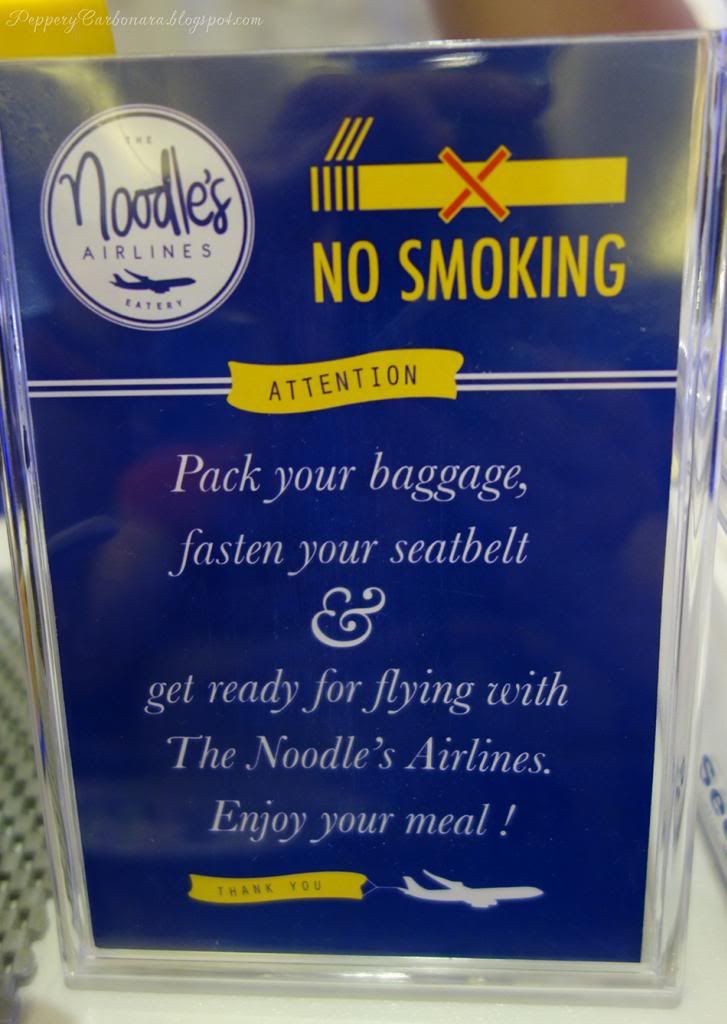 PepperyCarbonara.blogspot.com
THE
Noodle's
AIRLINES
EATERY
NO SMOKING
ATTENTION
Pack your baggage,
fasten your seatbelt
&
get ready for flying with
The Noodle's Airlines.
Enjoy your meal !
THANK YOU